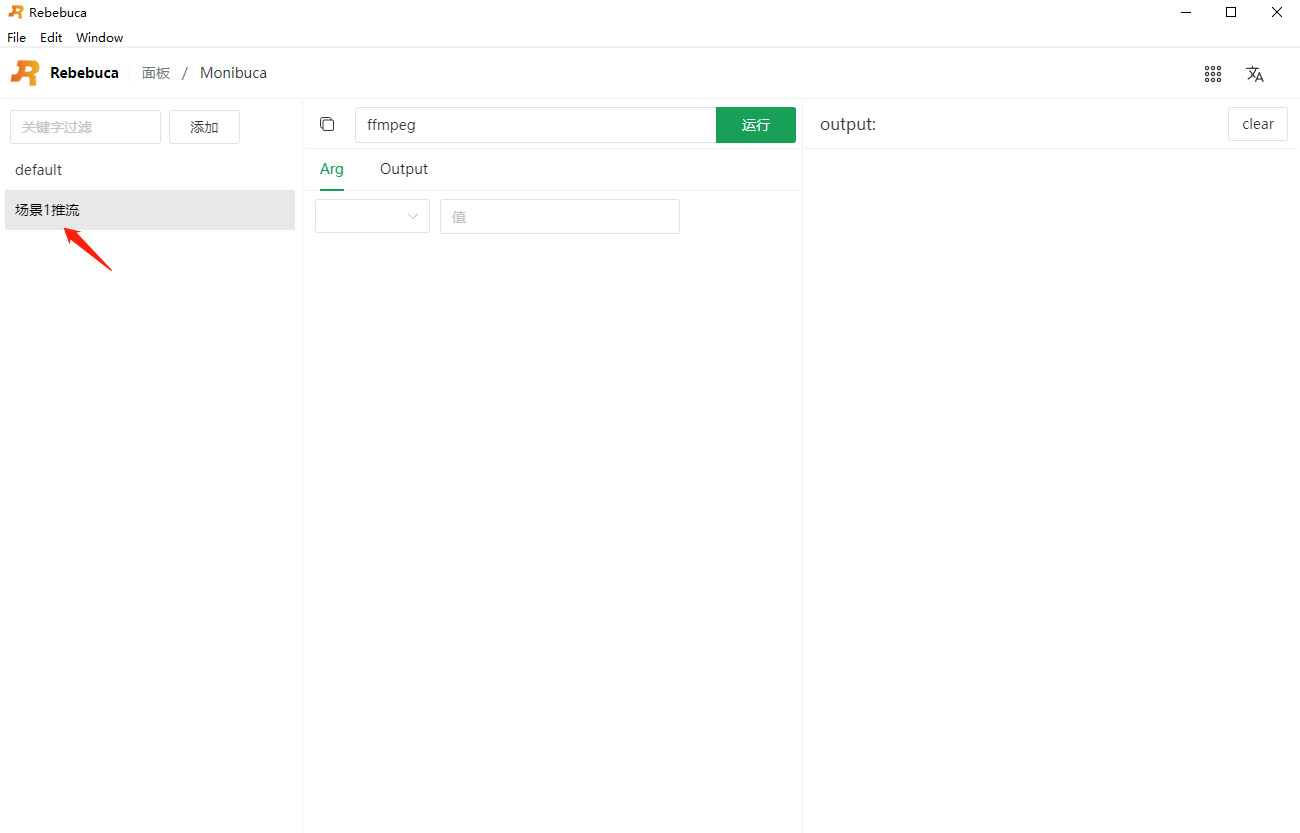 Rebebuca
File Edit Window
Rebebuca 面板 / Monibuca
关键字过滤 添加
default
场景1推流
ffmpeg 运行
Arg Output
值
output: clear